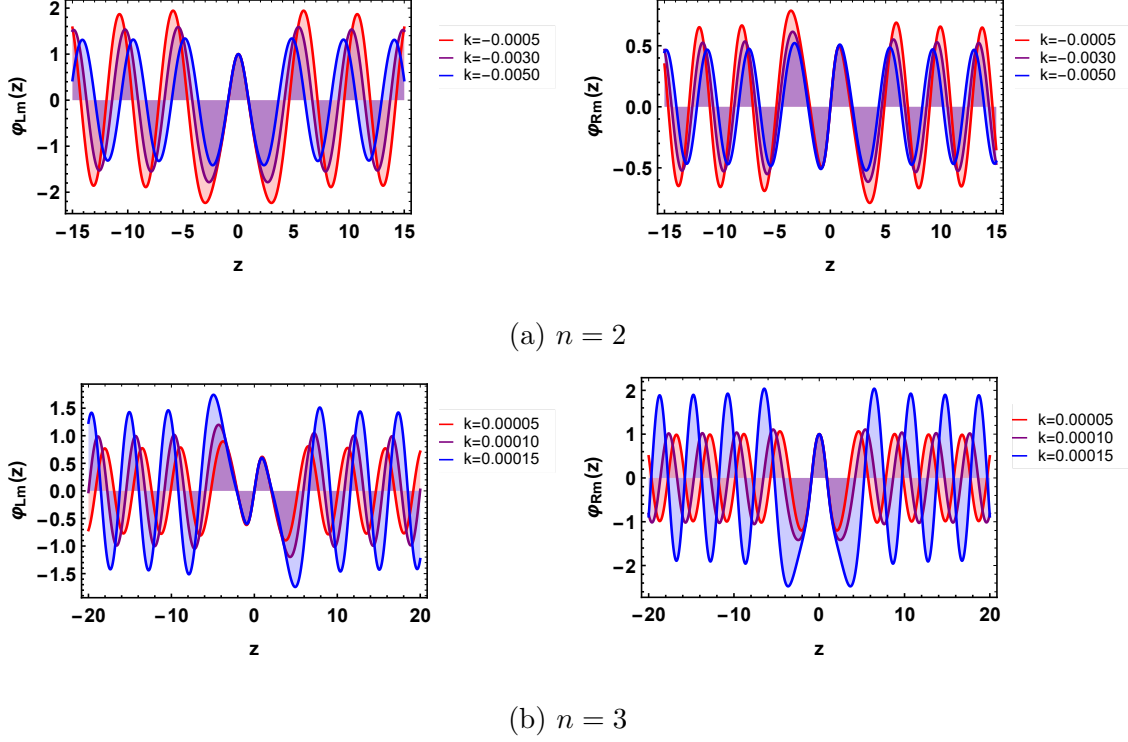 φLm(z)
2
1
0
−1
−2
−15 −10 −5 0 5 10 15
z
k=−0.0005
k=−0.0030
k=−0.0050
φRm(z)
0.5
0.0
−0.5
−15 −10 −5 0 5 10 15
z
k=−0.0005
k=−0.0030
k=−0.0050
(a) n = 2
φLm(z)
1.5
1.0
0.5
0.0
−0.5
−1.0
−1.5
−20 −10 0 10 20
z
k=0.00005
k=0.00010
k=0.00015
φRm(z)
2
1
0
−1
−2
−20 −10 0 10 20
z
k=0.00005
k=0.00010
k=0.00015
(b) n = 3